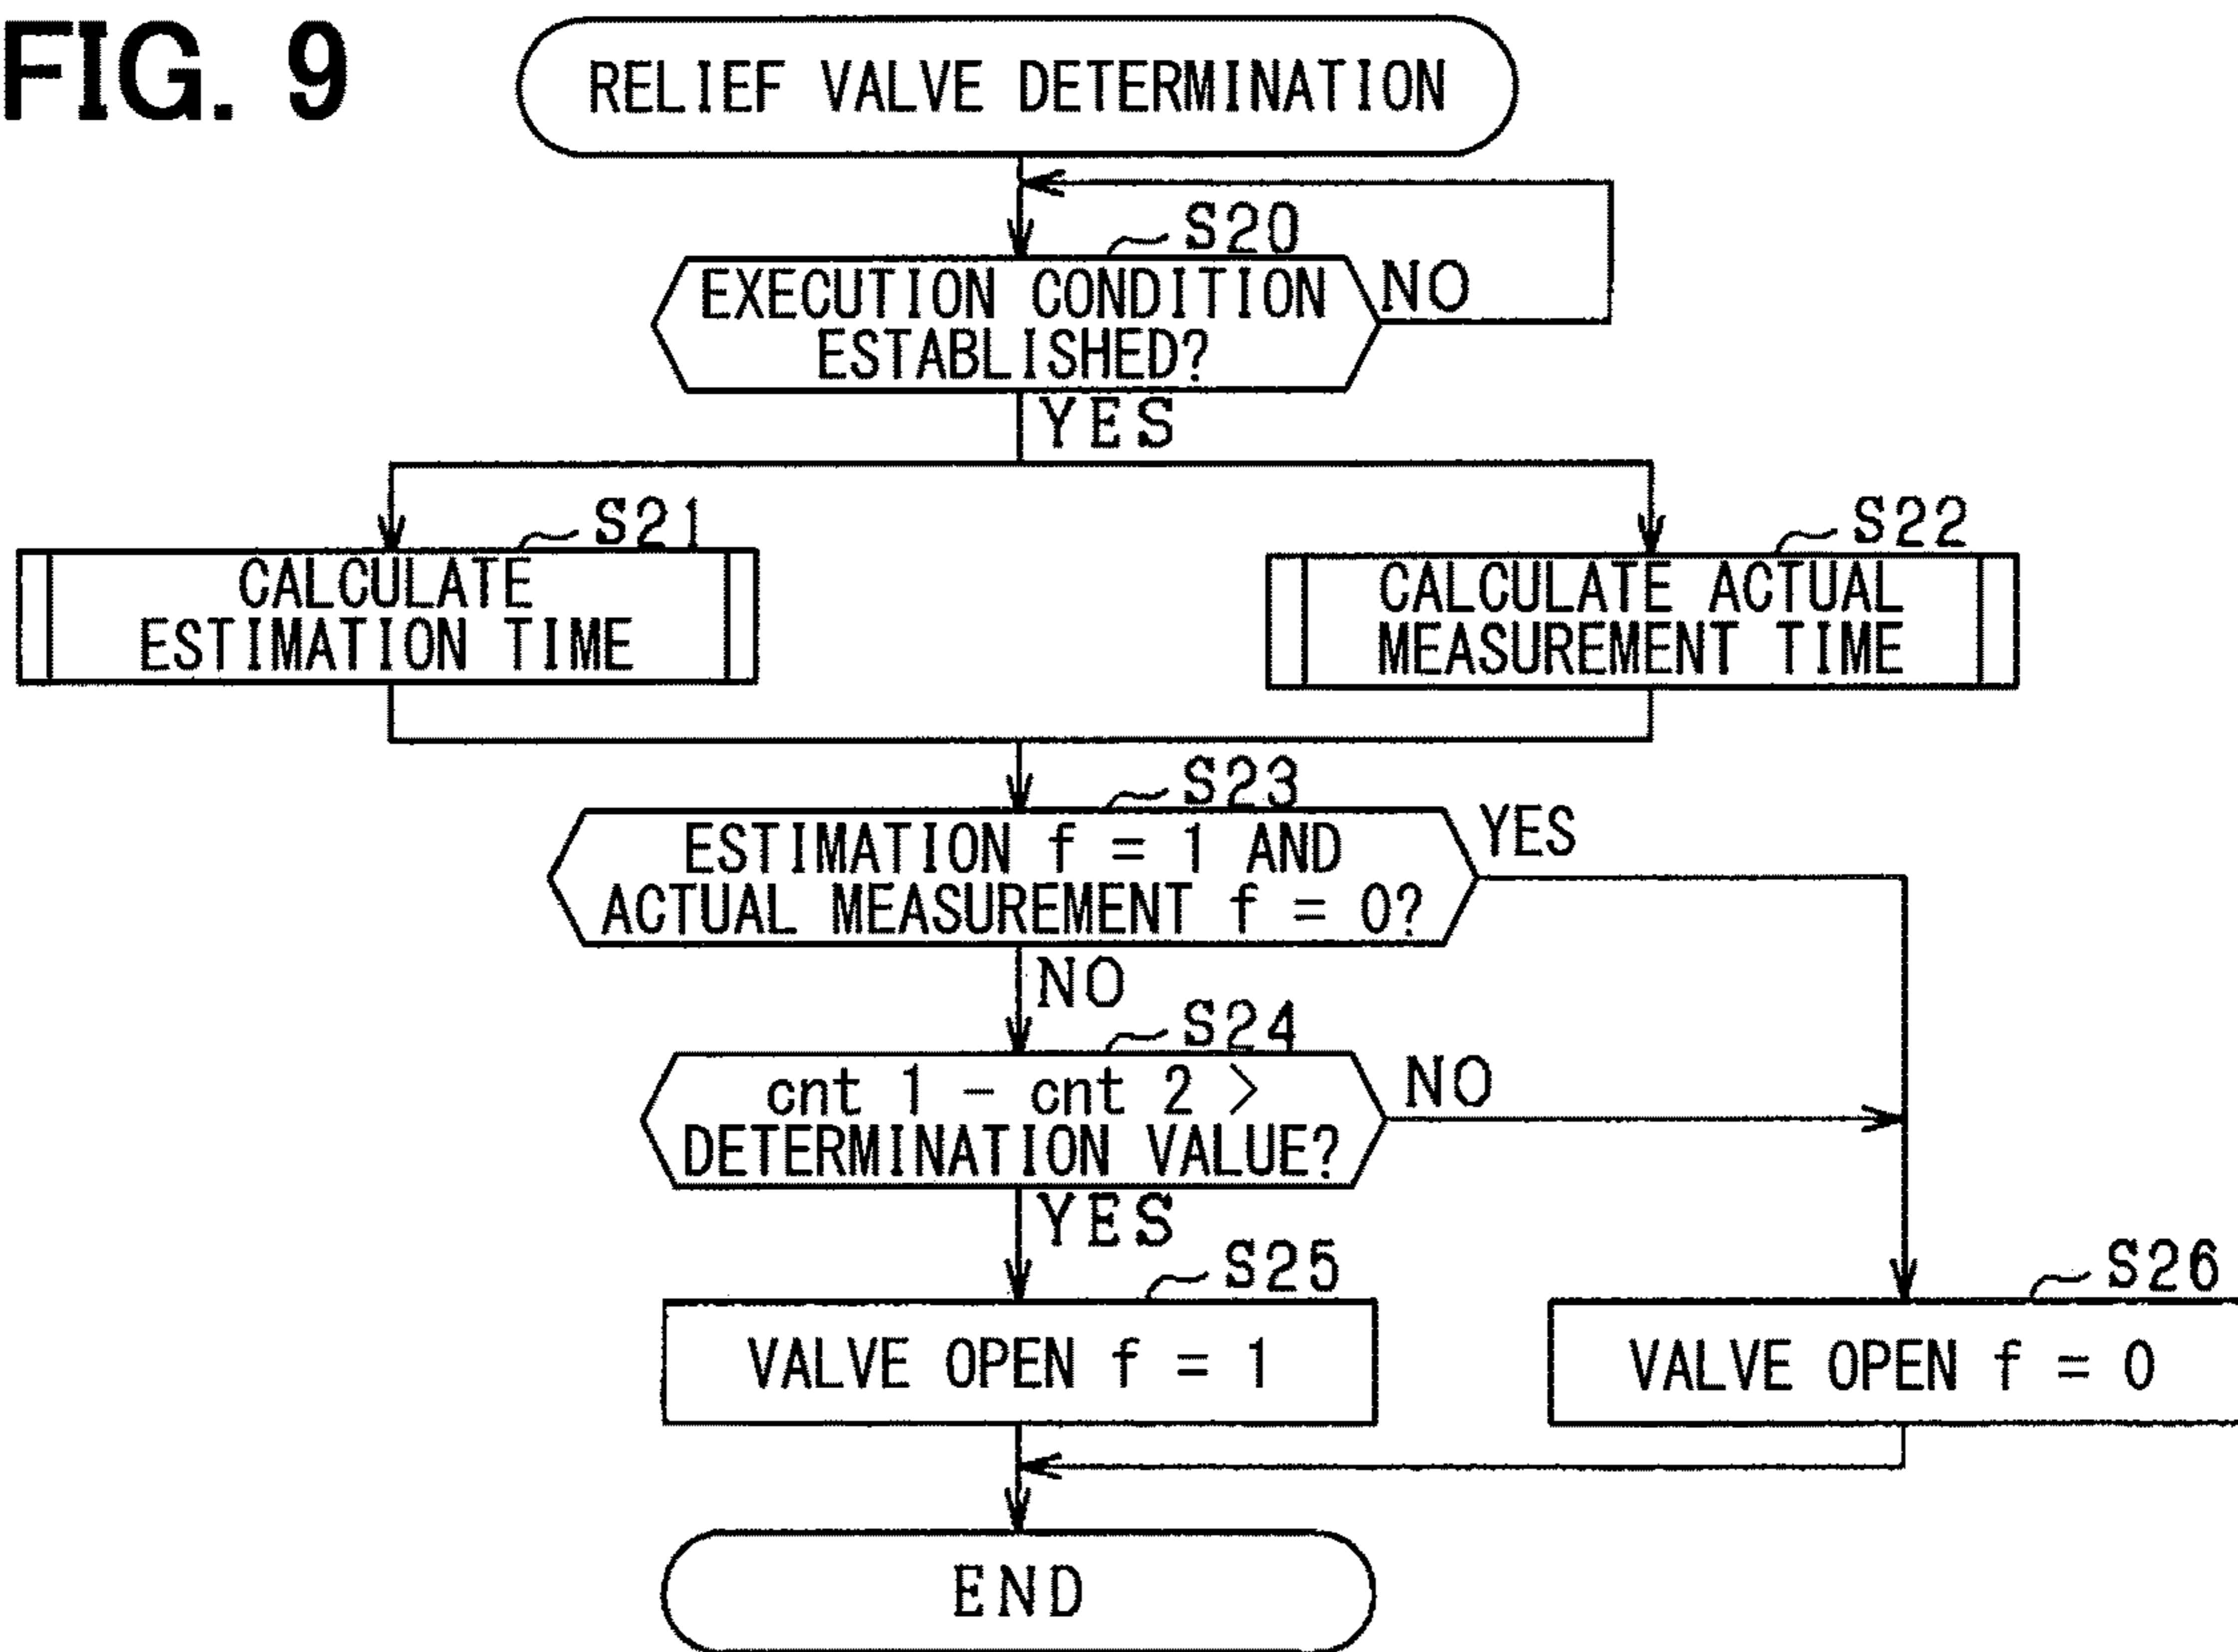 FIG. 9
RELIEF VALVE DETERMINATION
S20
EXECUTION CONDITION
ESTABLISHED?
NO
YES
S21
CALCULATE
ESTIMATION TIME
S22
CALCULATE ACTUAL
MEASUREMENT TIME
S23
ESTIMATION f = 1 AND
ACTUAL MEASUREMENT f = 0?
YES
NO
S24
cnt 1 - cnt 2 >
DETERMINATION VALUE?
NO
YES
S25
VALVE OPEN f = 1
S26
VALVE OPEN f = 0
END